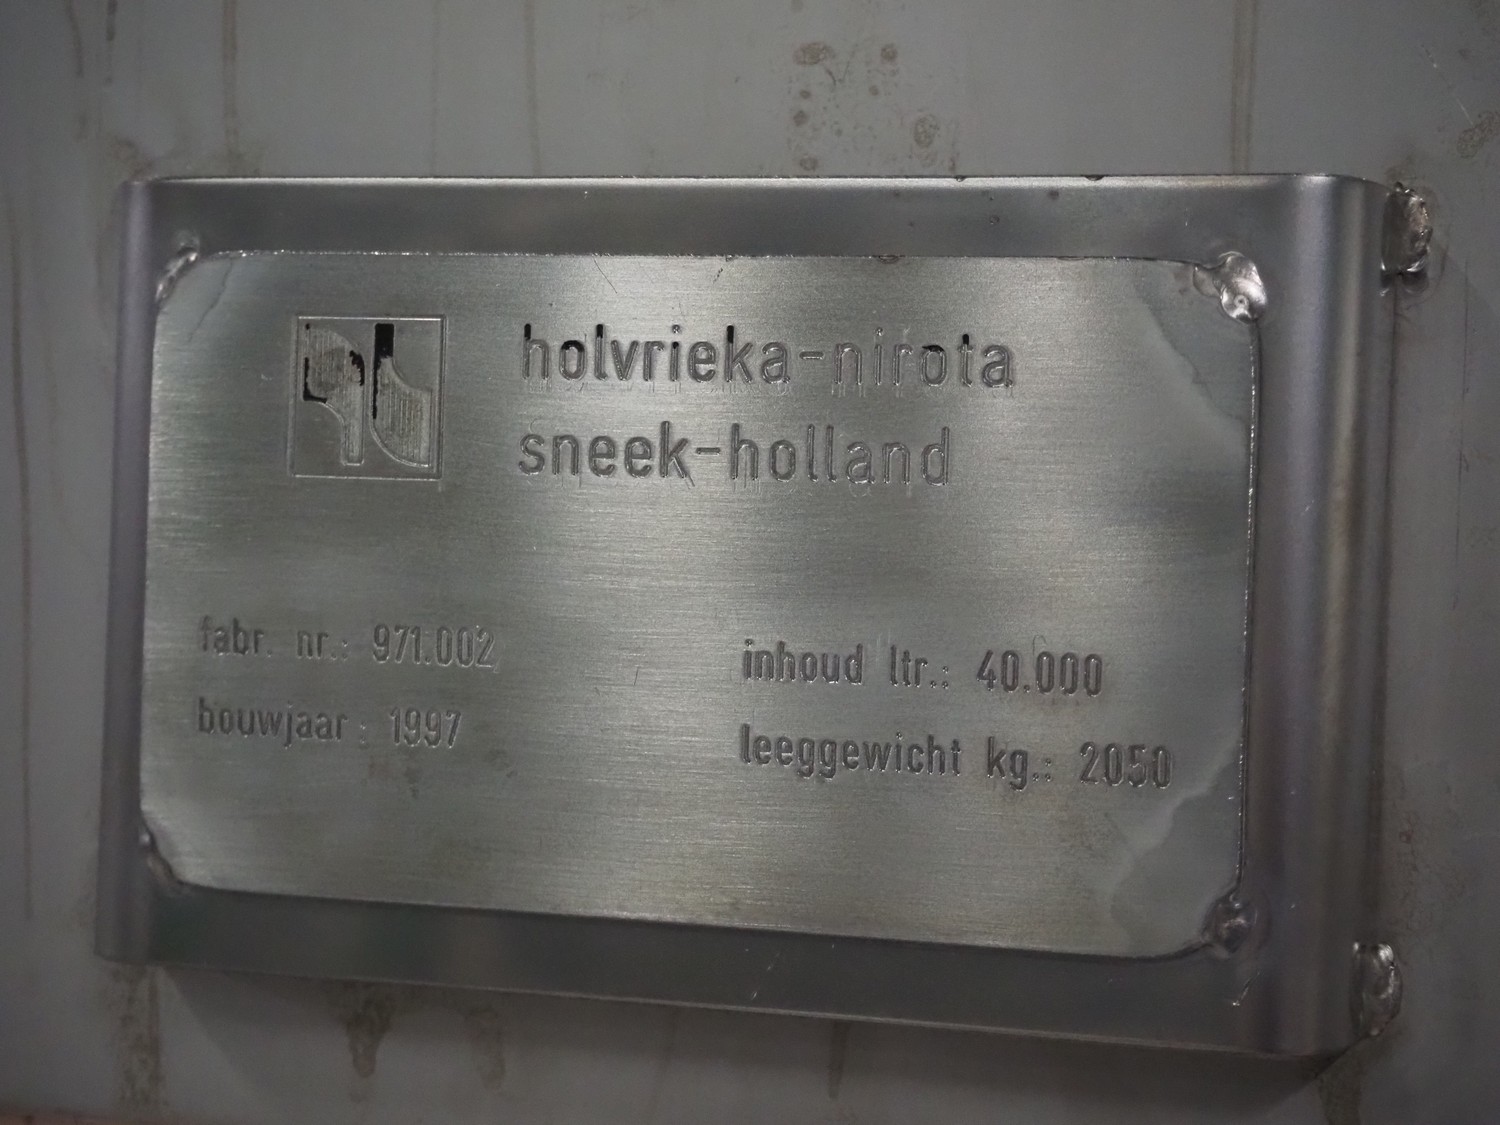 holvrieka-nirota
sneek-holland
fabr. nr.: 971.002
bouwjaar: 1997
inhoud ltr.: 40.000
leeggewicht kg.: 2050